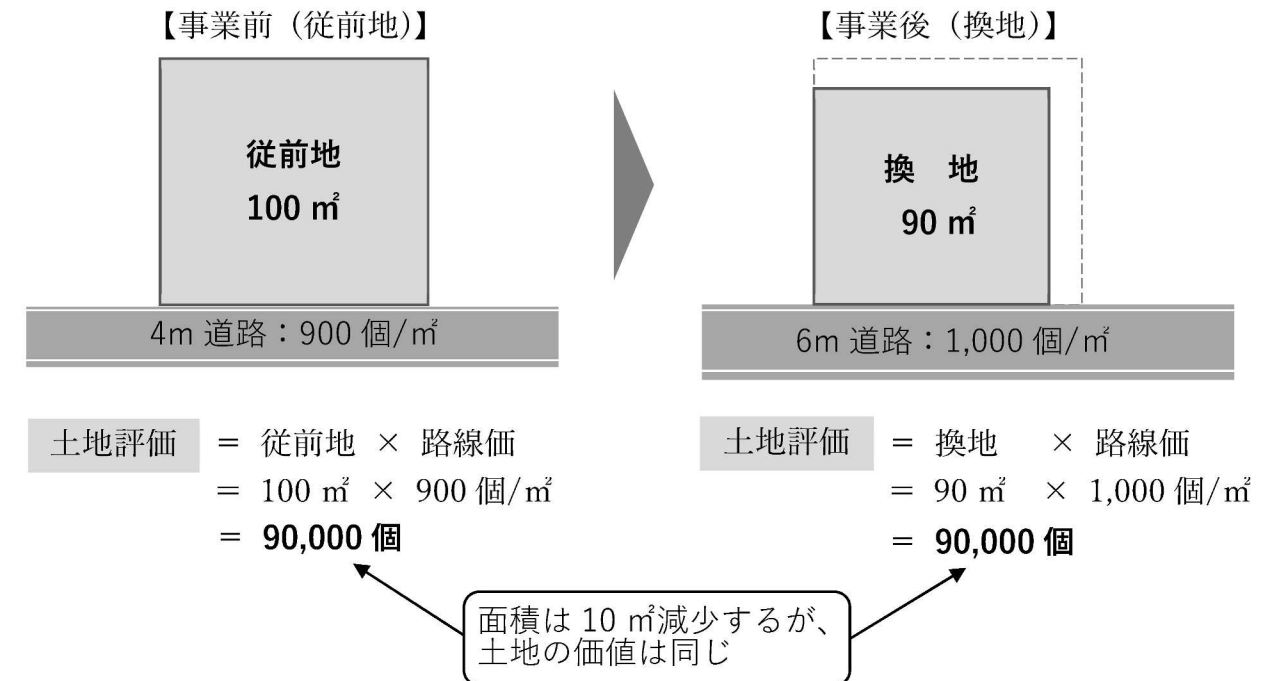 【事業前（従前地）】
従前地
100 ㎡
4m 道路：900 個/㎡
土地評価 ＝ 従前地 × 路線価
＝ 100 ㎡ × 900 個/㎡
＝ 90,000 個
【事業後（換地）】
換　地
90 ㎡
6m 道路：1,000 個/㎡
土地評価 ＝ 換地 × 路線価
＝ 90 ㎡ × 1,000 個/㎡
＝ 90,000 個
面積は 10 ㎡減少するが、
土地の価値は同じ